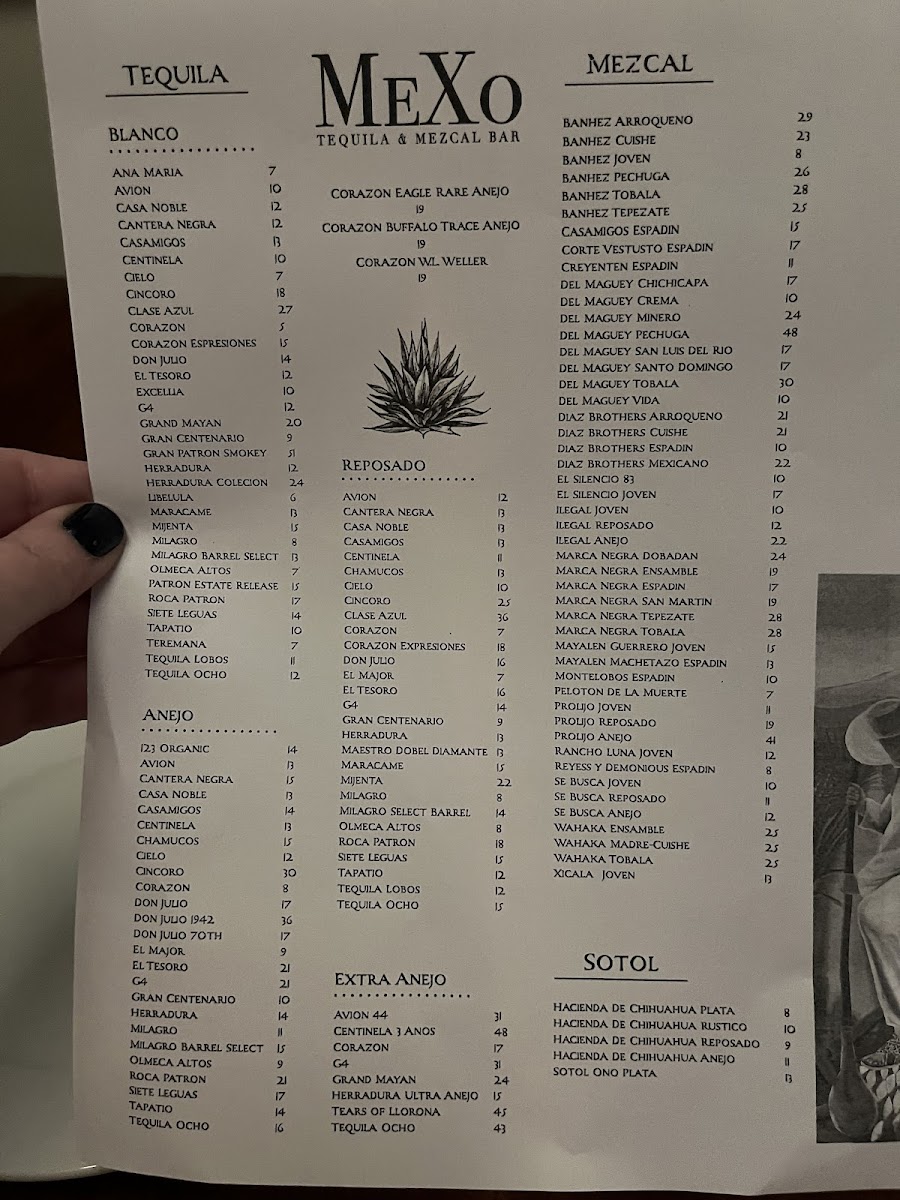 TEQUILA
BLANCO
ANA MARIA 7
AVION 10
CASA NOBLE 12
CANTERA NEGRA 12
CASAMIGOS 13
CENTINELA 10
CIELO 7
CINCORO 18
CLASE AZUL 27
CORAZON 5
CORAZON ESPRESIONES 15
DON JULIO 14
EL TESORO 12
EXCELLIA 10
G4 12
GRAND MAYAN 20
GRAN CENTENARIO 9
GRAN PATRON SMOKEY 51
HERRADURA 12
HERRADURA COLECION 24
LIBELULA 6
MARACAME 13
MIJENTA 15
MILAGRO 8
MILAGRO BARREL SELECT 13
OLMECA ALTOS 7
PATRON ESTATE RELEASE 15
ROCA PATRON 17
SIETE LEGUAS 14
TAPATIO 10
TEREMANA 7
TEQUILA LOBOS 11
TEQUILA OCHO 12
ANEJO
123 ORGANIC 14
AVION 13
CANTERA NEGRA 15
CASA NOBLE 13
CASAMIGOS 14
CENTINELA 13
CHAMUCOS 15
CIELO 12
CINCORO 30
CORAZON 8
DON JULIO 17
DON JULIO 1942 36
DON JULIO 70TH 17
EL MAJOR 9
EL TESORO 21
G4 21
GRAN CENTENARIO 10
HERRADURA 14
MILAGRO 11
MILAGRO BARREL SELECT 15
OLMECA ALTOS 9
ROCA PATRON 21
SIETE LEGUAS 17
TAPATIO 14
TEQUILA OCHO 16
MEXO
TEQUILA & MEZCAL BAR
CORAZON EAGLE RARE ANEJO
19
CORAZON BUFFALO TRACE ANEJO
19
CORAZON W.L. WELLER
19
REPOSADO
AVION 12
CANTERA NEGRA 13
CASA NOBLE 13
CASAMIGOS 13
CENTINELA 11
CHAMUCOS 13
CIELO 10
CINCORO 25
CLASE AZUL 36
CORAZON 7
CORAZON EXPRESIONES 18
DON JULIO 16
EL MAJOR 7
EL TESORO 16
G4 14
GRAN CENTENARIO 9
HERRADURA 13
MAESTRO DOBEL DIAMANTE 13
MARACAME 15
MIJENTA 22
MILAGRO 8
MILAGRO SELECT BARREL 14
OLMECA ALTOS 8
ROCA PATRON 18
SIETE LEGUAS 15
TAPATIO 12
TEQUILA LOBOS 12
TEQUILA OCHO 15
EXTRA ANEJO
AVION 44 31
CENTINELA 3 ANOS 48
CORAZON 17
G4 31
GRAND MAYAN 24
HERRADURA ULTRA ANEJO 15
TEARS OF LLORONA 45
TEQUILA OCHO 43
MEZCAL
BANHEZ ARROQUENO 29
BANHEZ CUISHE 23
BANHEZ JOVEN 8
BANHEZ PECHUGA 26
BANHEZ TOBALA 28
BANHEZ TEPEZATE 25
CASAMIGOS ESPADIN 15
CORTE VESTUSTO ESPADIN 17
CREYENTEN ESPADIN 11
DEL MAGUEY CHICHICAPA 17
DEL MAGUEY CREMA 10
DEL MAGUEY MINERO 24
DEL MAGUEY PECHUGA 48
DEL MAGUEY SAN LUIS DEL RIO 17
DEL MAGUEY SANTO DOMINGO 17
DEL MAGUEY TOBALA 30
DEL MAGUEY VIDA 10
DIAZ BROTHERS ARROQUENO 21
DIAZ BROTHERS CUISHE 21
DIAZ BROTHERS ESPADIN 10
DIAZ BROTHERS MEXICANO 22
EL SILENCIO 83 10
EL SILENCIO JOVEN 17
ILEGAL JOVEN 10
ILEGAL REPOSADO 12
ILEGAL ANEJO 22
MARCA NEGRA DOBADAN 24
MARCA NEGRA ENSAMBLE 19
MARCA NEGRA ESPADIN 17
MARCA NEGRA SAN MARTIN 19
MARCA NEGRA TEPEZATE 28
MARCA NEGRA TOBALA 28
MAYALEN GUERRERO JOVEN 15
MAYALEN MACHETAZO ESPADIN 13
MONTELOBOS ESPADIN 10
PELOTON DE LA MUERTE 7
PROLIJO JOVEN 11
PROLIJO REPOSADO 19
PROLIJO ANEJO 41
RANCHO LUNA JOVEN 12
REYESS Y DEMONIOUS ESPADIN 8
SE BUSCA JOVEN 10
SE BUSCA REPOSADO 11
SE BUSCA ANEJO 12
WAHAKA ENSAMBLE 25
WAHAKA MADRE-CUISHE 25
WAHAKA TOBALA 25
XICALA JOVEN 13
SOTOL
HACIENDA DE CHIHUAHUA PLATA 8
HACIENDA DE CHIHUAHUA RUSTICO 10
HACIENDA DE CHIHUAHUA REPOSADO 9
HACIENDA DE CHIHUAHUA ANEJO 11
SOTOL ONO PLATA 13